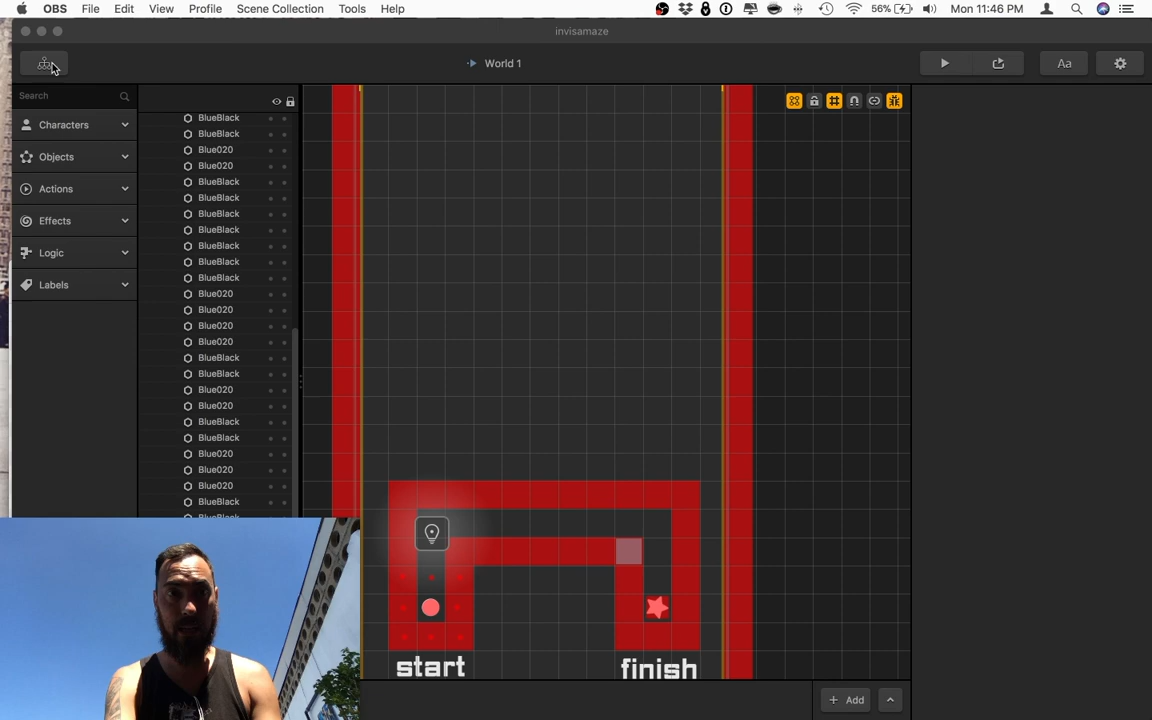 OBS File Edit View Profile Scene Collection Tools Help 56% Mon 11:46 PM
invisamaze
World 1 Aa
Search
Characters
Objects
Actions
Effects
Logic
Labels
BlueBlack
BlueBlack
Blue020
Blue020
BlueBlack
BlueBlack
BlueBlack
BlueBlack
BlueBlack
BlueBlack
BlueBlack
Blue020
Blue020
Blue020
Blue020
BlueBlack
BlueBlack
Blue020
Blue020
BlueBlack
BlueBlack
Blue020
Blue020
Blue020
BlueBlack
start finish
+ Add